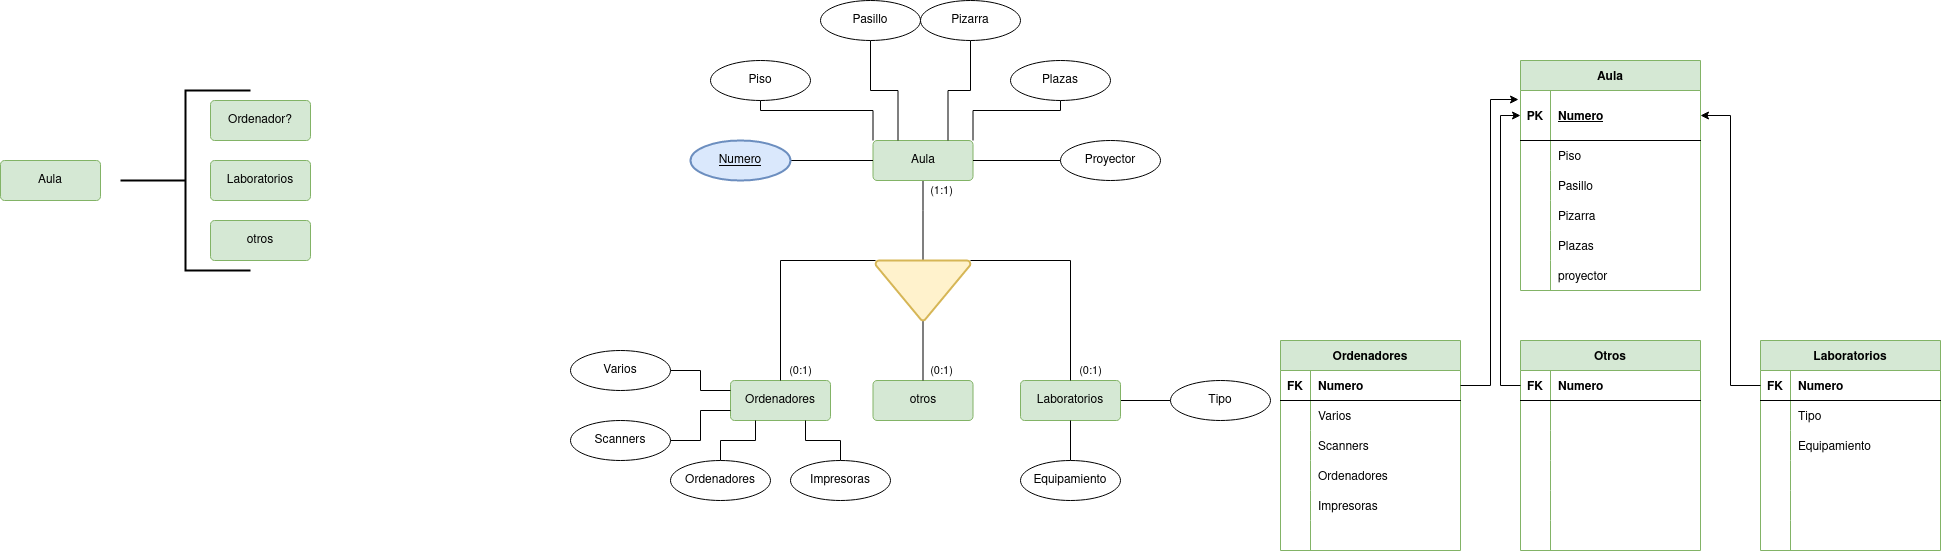 Aula
Ordenador?
Laboratorios
otros
Pasillo
Pizarra
Piso
Plazas
Numero
Aula
Proyector
(1:1)
(0:1)
(0:1)
(0:1)
Varios
Ordenadores
otros
Laboratorios
Tipo
Scanners
Ordenadores
Impresoras
Equipamiento
Aula
PK Numero
Piso
Pasillo
Pizarra
Plazas
proyector
Ordenadores
FK Numero
Varios
Scanners
Ordenadores
Impresoras
Otros
FK Numero
Laboratorios
FK Numero
Tipo
Equipamiento